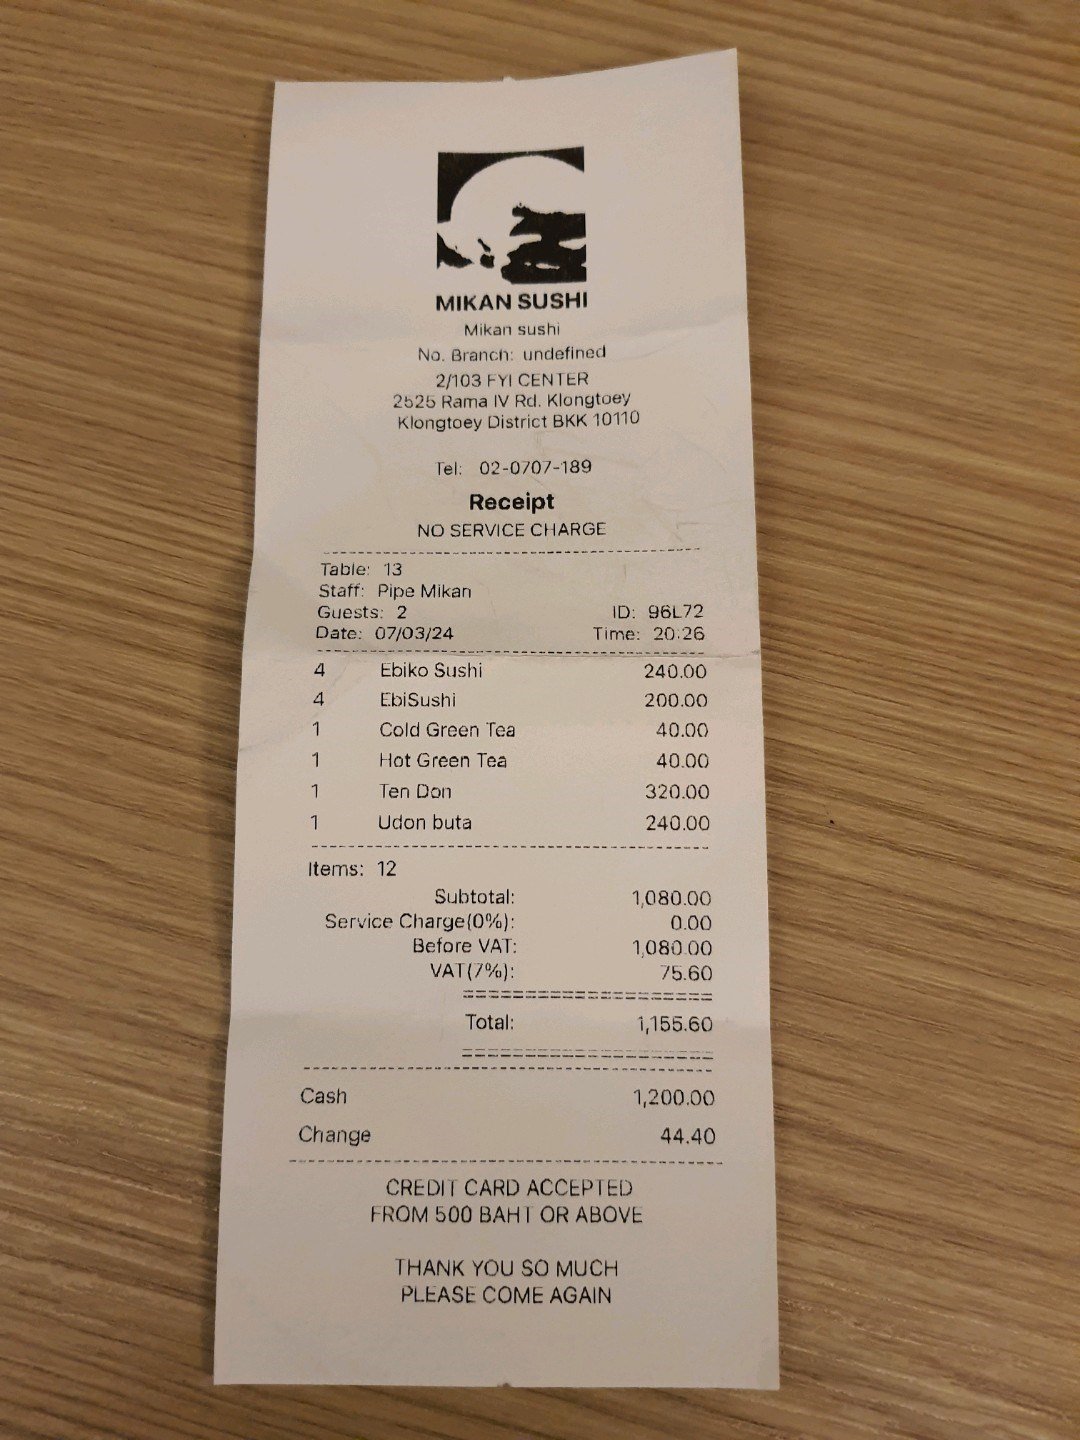 MIKAN SUSHI
Mikan sushi
No. Branch: undefined
2/103 FYI CENTER
2525 Rama IV Rd. Klongtoey
Klongtoey District BKK 10110
Tel: 02-0707-189
Receipt
NO SERVICE CHARGE
Table: 13
Staff: Pipe Mikan
Guests: 2 ID: 96L72
Date: 07/03/24 Time: 20:26
4 Ebiko Sushi 240.00
4 EbiSushi 200.00
1 Cold Green Tea 40.00
1 Hot Green Tea 40.00
1 Ten Don 320.00
1 Udon buta 240.00
Items: 12
Subtotal: 1,080.00
Service Charge(0%): 0.00
Before VAT: 1,080.00
VAT(7%): 75.60
Total: 1,155.60
Cash 1,200.00
Change 44.40
CREDIT CARD ACCEPTED
FROM 500 BAHT OR ABOVE
THANK YOU SO MUCH
PLEASE COME AGAIN